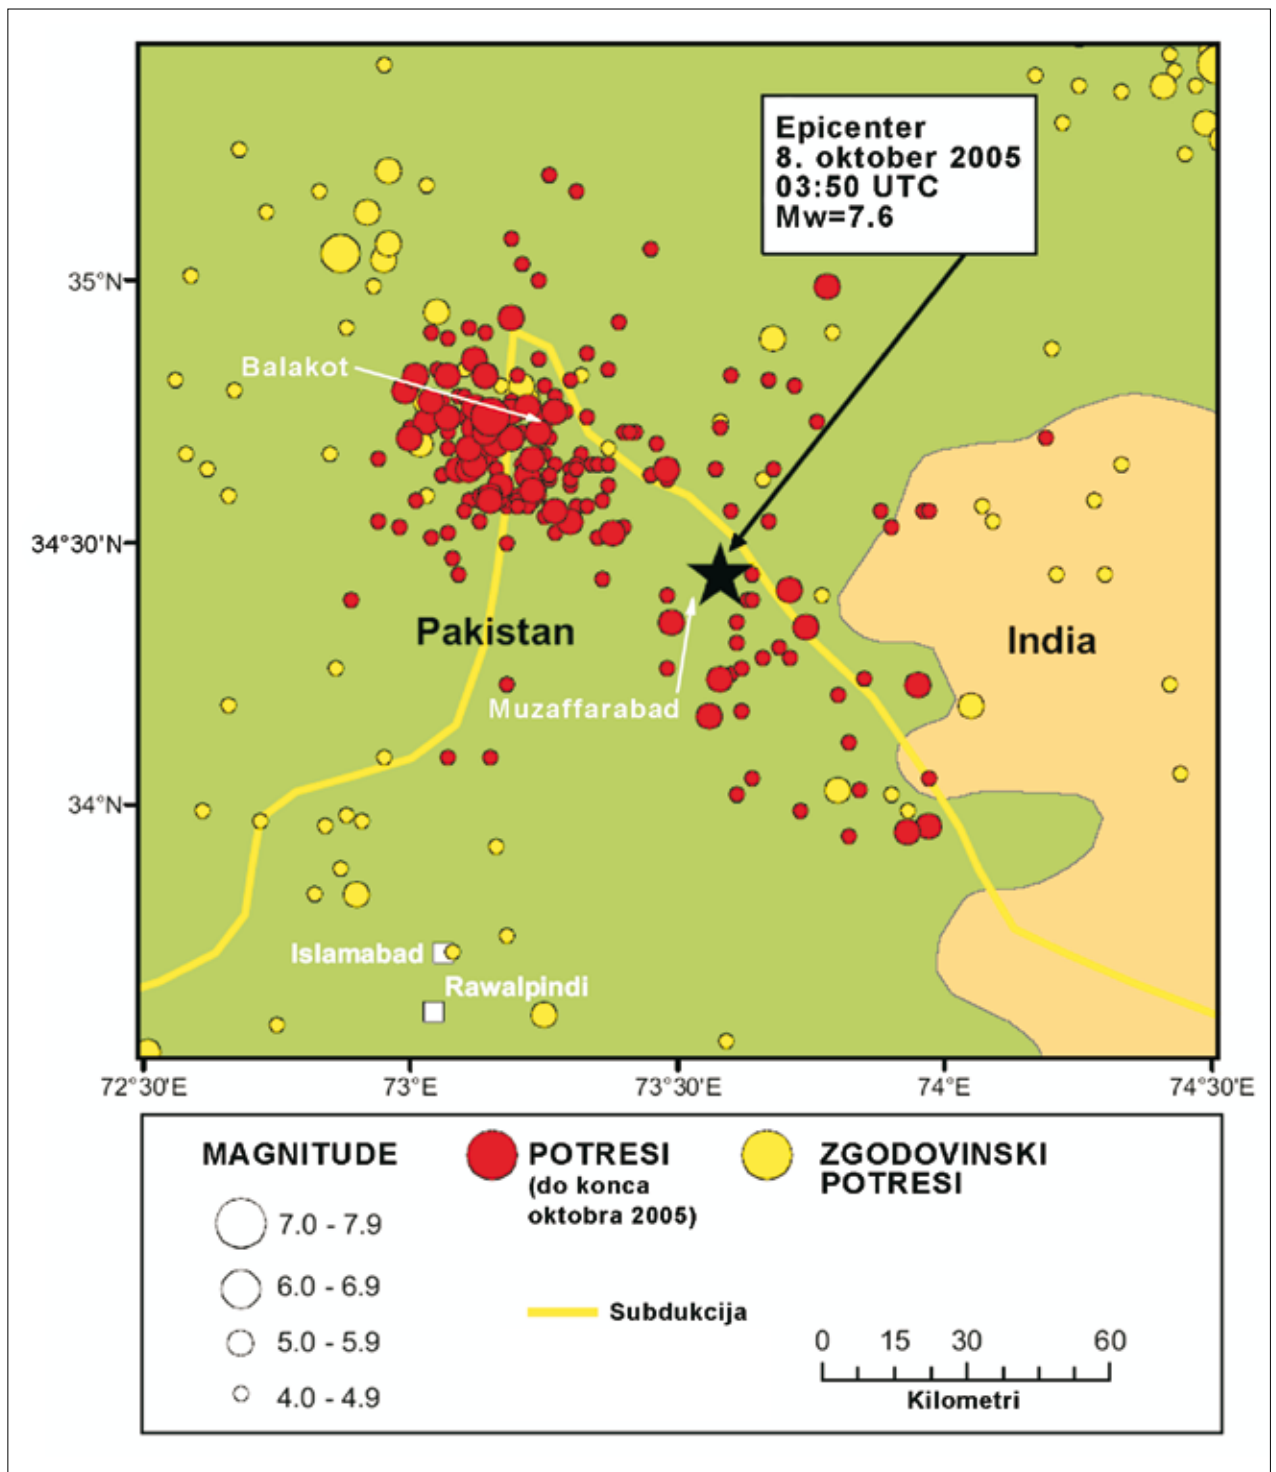 Epicenter
8. oktober 2005
03:50 UTC
Mw=7.6
35°N
Balakot
34°30'N
Pakistan
India
Muzaffarabad
34°N
Islamabad
Rawalpindi
72°30'E
73°E
73°30'E
74°E
74°30'E
MAGNITUDE
7.0 - 7.9
6.0 - 6.9
5.0 - 5.9
4.0 - 4.9
POTRESI
(do konca
oktobra 2005)
ZGODOVINSKI
POTRESI
Subdukcija
0 15 30 60
Kilometri